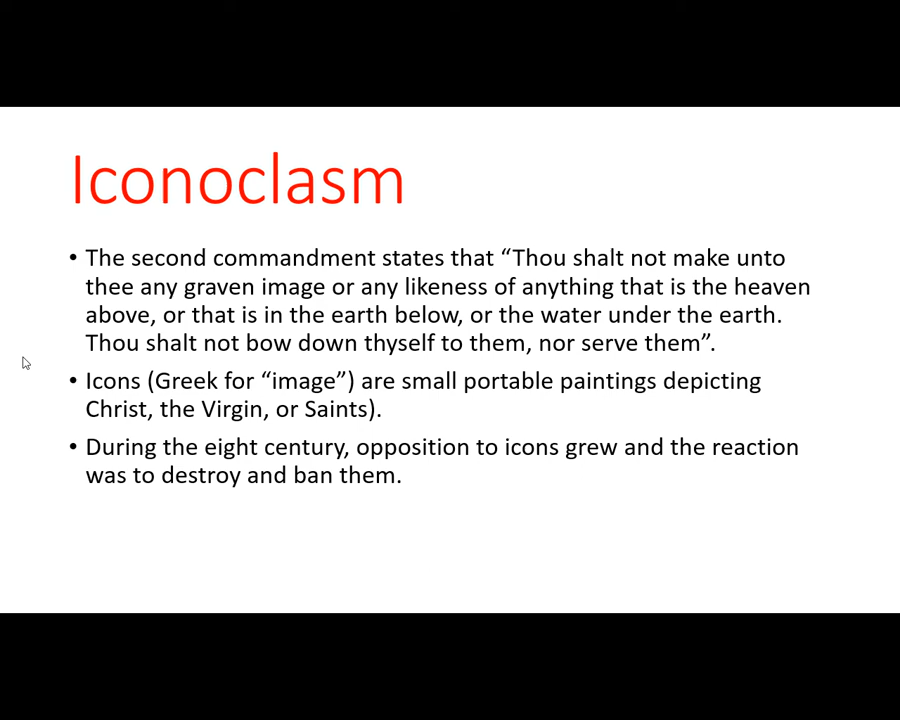 Iconoclasm
• The second commandment states that “Thou shalt not make unto
thee any graven image or any likeness of anything that is the heaven
above, or that is in the earth below, or the water under the earth.
Thou shalt not bow down thyself to them, nor serve them”.
• Icons (Greek for “image”) are small portable paintings depicting
Christ, the Virgin, or Saints).
• During the eight century, opposition to icons grew and the reaction
was to destroy and ban them.